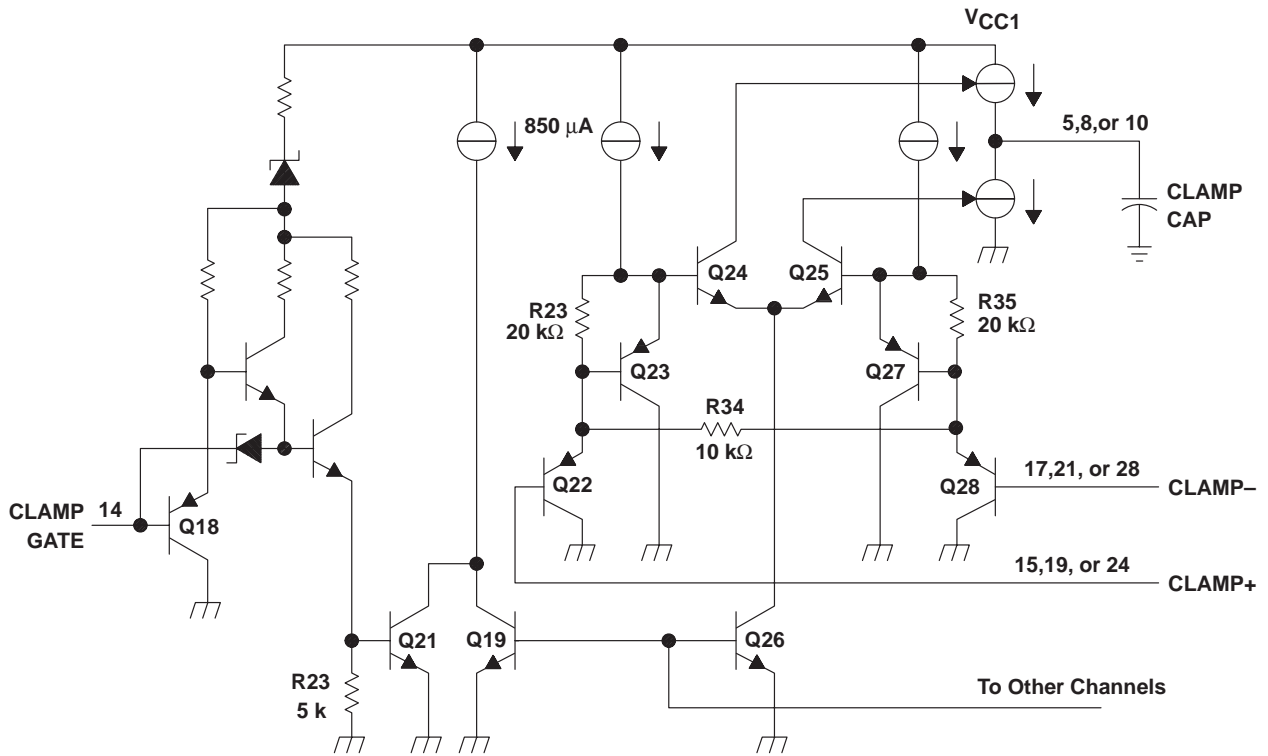 VCC1
850 µA
5,8,or 10
CLAMP
CAP
Q24
Q25
R23
20 kΩ
R35
20 kΩ
Q23
Q27
R34
10 kΩ
Q22
Q28
17,21, or 28
CLAMP–
CLAMP
GATE
14
Q18
15,19, or 24
CLAMP+
Q21
Q19
Q26
R23
5 k
To Other Channels